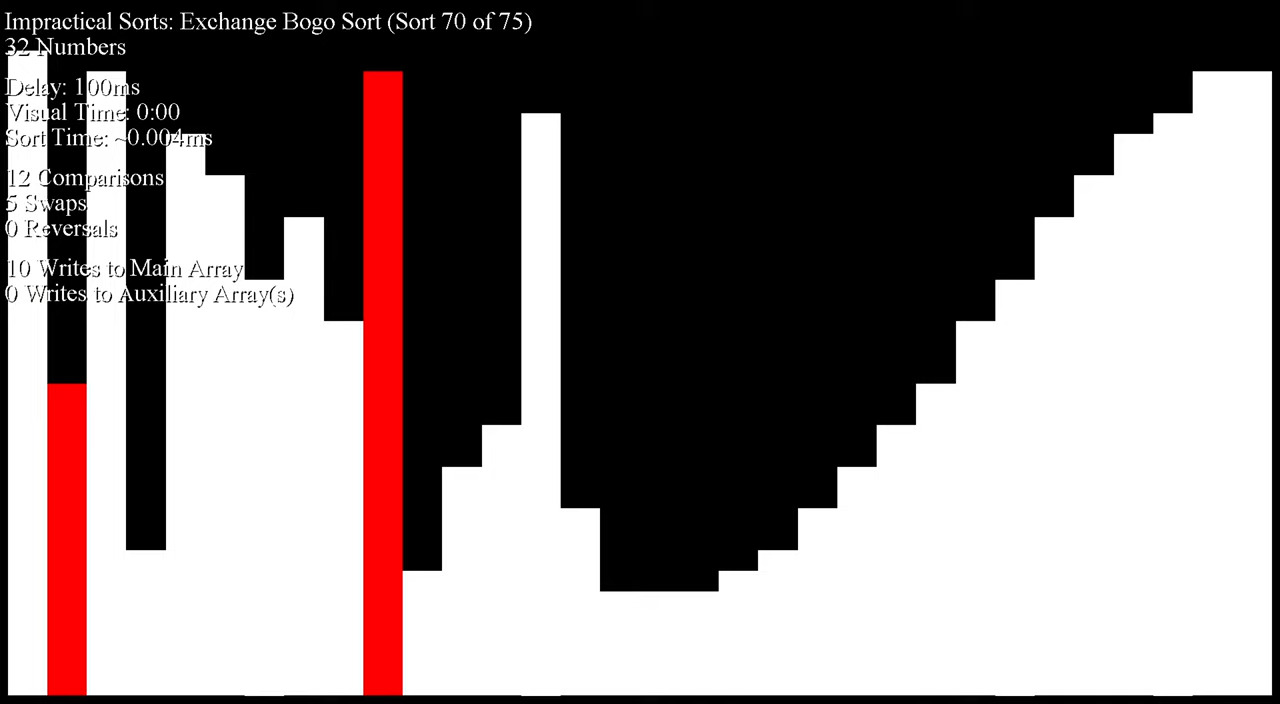 Impractical Sorts: Exchange Bogo Sort (Sort 70 of 75)
32 Numbers
Delay: 100ms
Visual Time: 0:00
Sort Time: ~0.004ms
12 Comparisons
5 Swaps
0 Reversals
10 Writes to Main Array
0 Writes to Auxiliary Array(s)